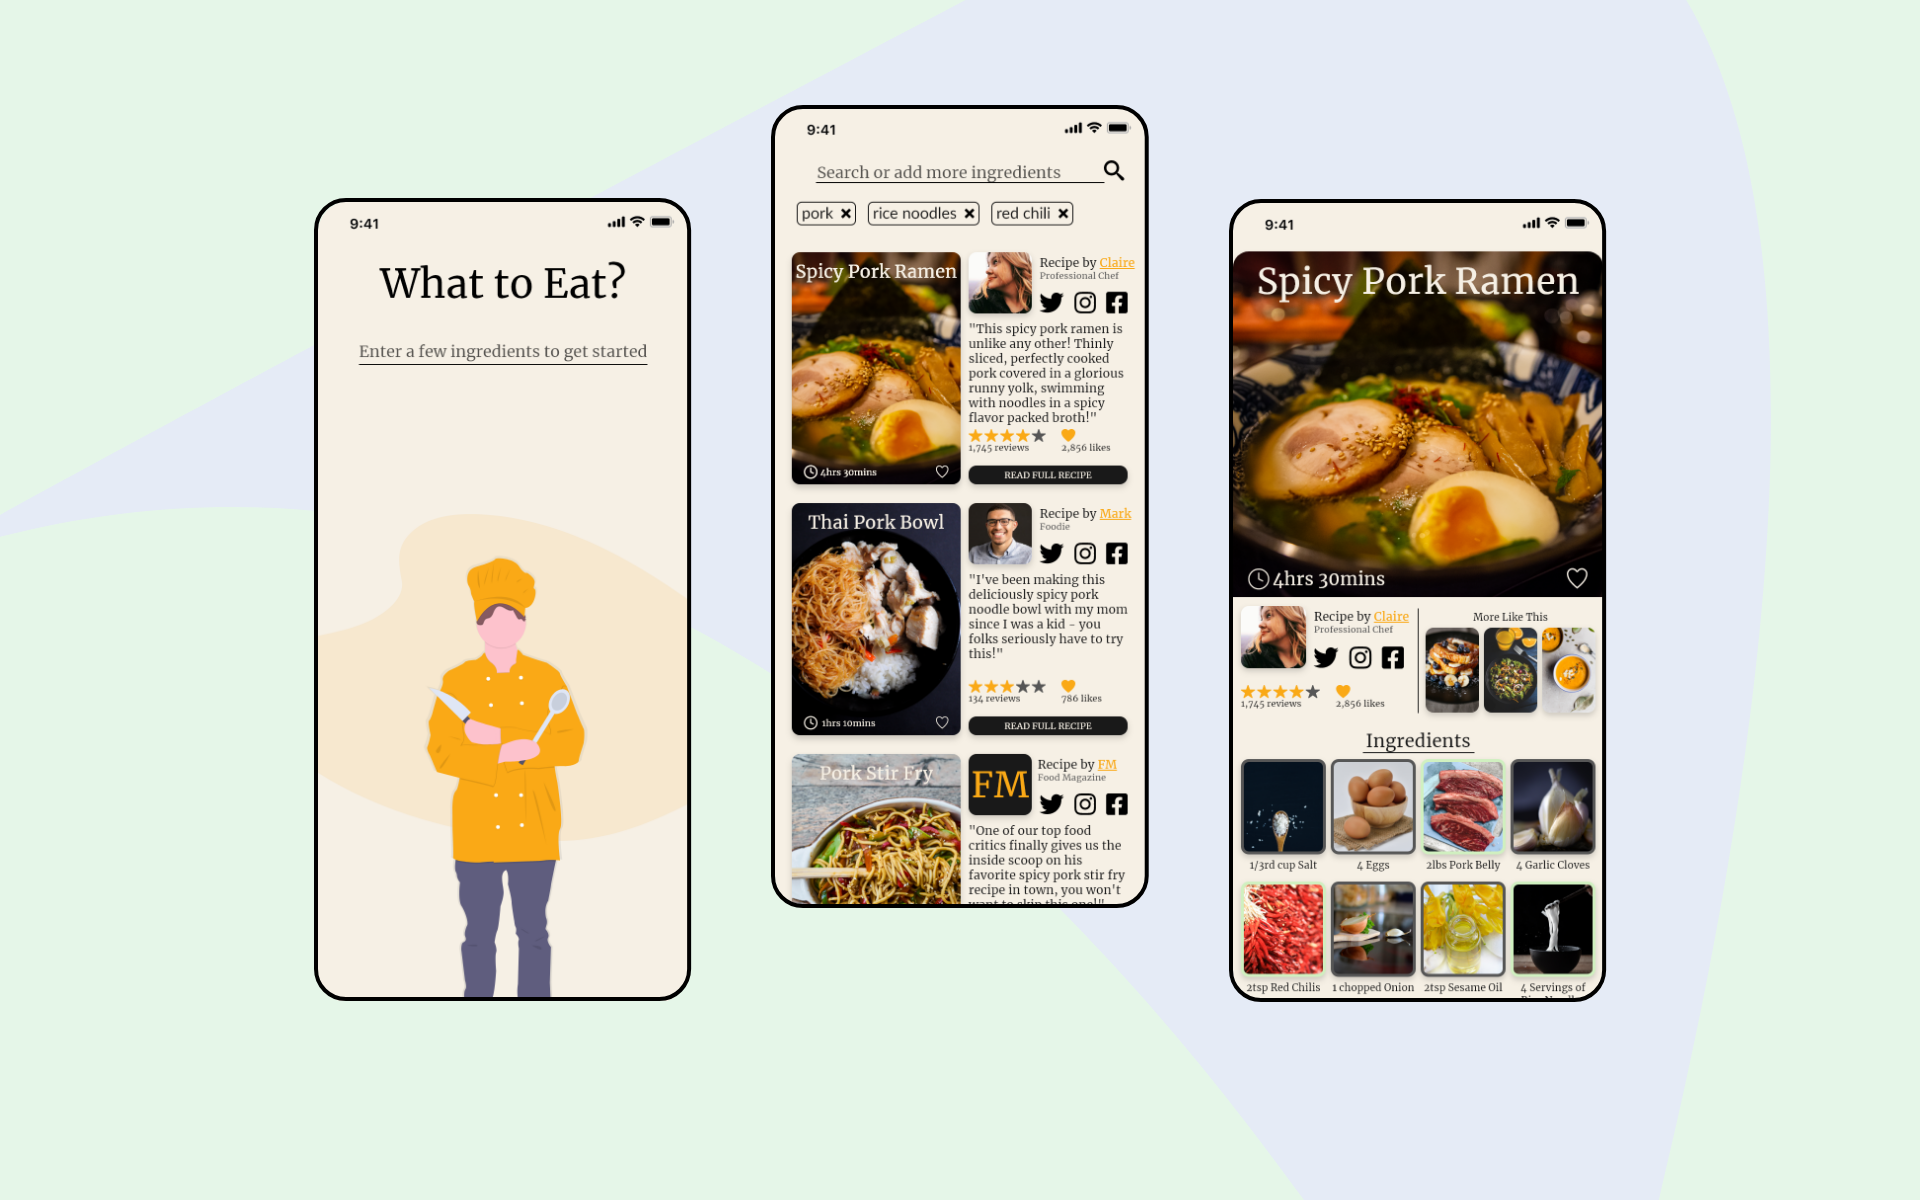 9:41
What to Eat?
Enter a few ingredients to get started
9:41
Search or add more ingredients
pork
rice noodles
red chili
Spicy Pork Ramen
4hrs 30mins
Recipe by Claire
Professional Chef
"This spicy pork ramen is
unlike any other! Thinly
sliced, perfectly cooked
pork covered in a glorious
runny yolk, swimming
with noodles in a spicy
flavor packed broth!"
1,745 reviews
2,856 likes
READ FULL RECIPE
Thai Pork Bowl
1hrs 10mins
Recipe by Mark
Foodie
"I've been making this
deliciously spicy pork
noodle bowl with my mom
since I was a kid - you
folks seriously have to try
this!"
134 reviews
786 likes
READ FULL RECIPE
Pork Stir Fry
FM
Recipe by FM
Food Magazine
"One of our top food
critics finally gives us the
inside scoop on his
favorite spicy pork stir fry
recipe in town, you won't
want to skip this one!"
9:41
Spicy Pork Ramen
4hrs 30mins
Recipe by Claire
Professional Chef
1,745 reviews
2,856 likes
More Like This
Ingredients
1/3rd cup Salt
4 Eggs
2lbs Pork Belly
4 Garlic Cloves
2tsp Red Chilis
1 chopped Onion
2tsp Sesame Oil
4 Servings of